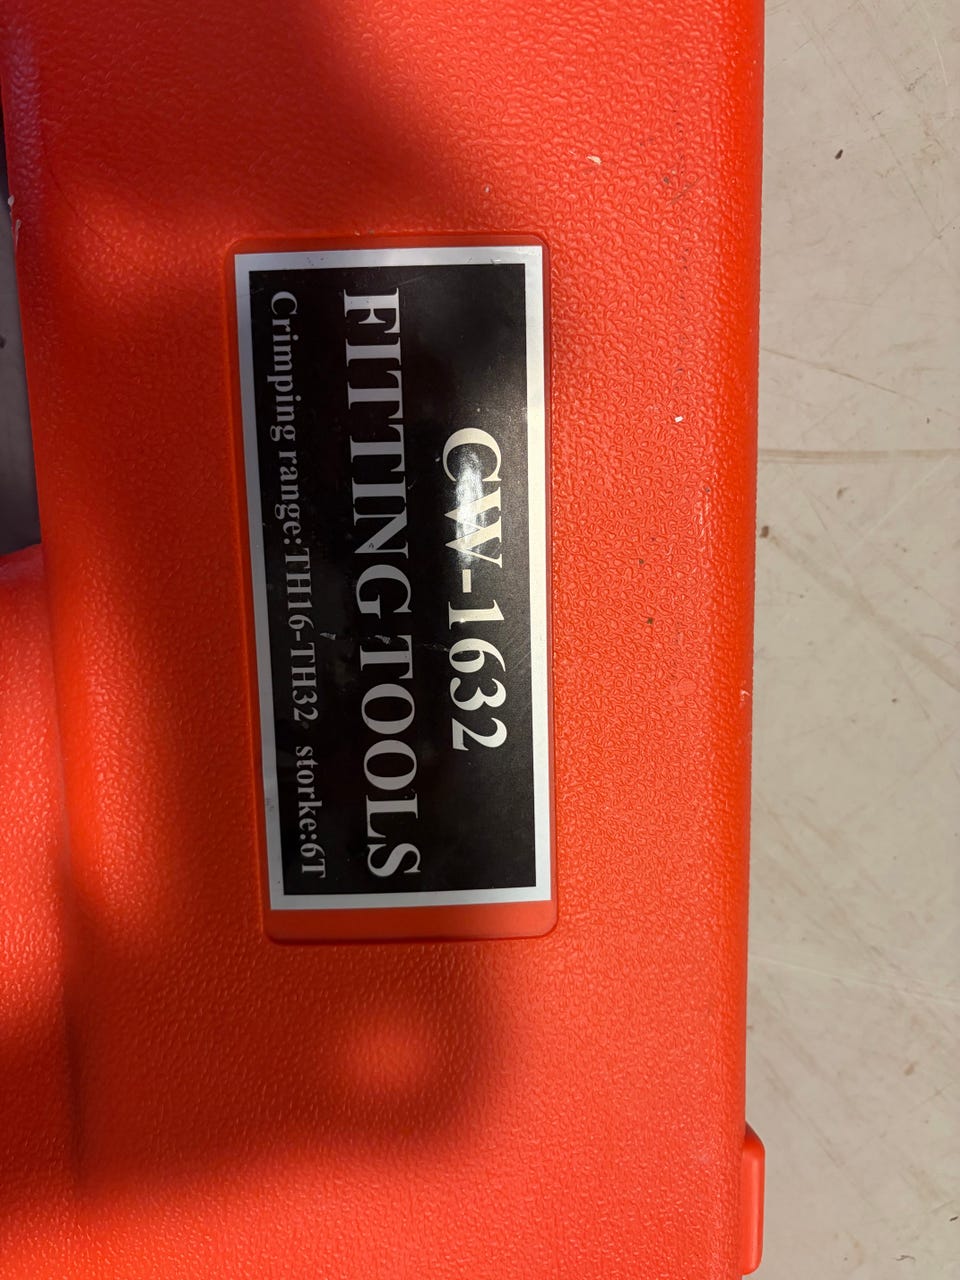 CW-1632
FITTING TOOLS
Crimping range:TH16-TH32 storke:6T